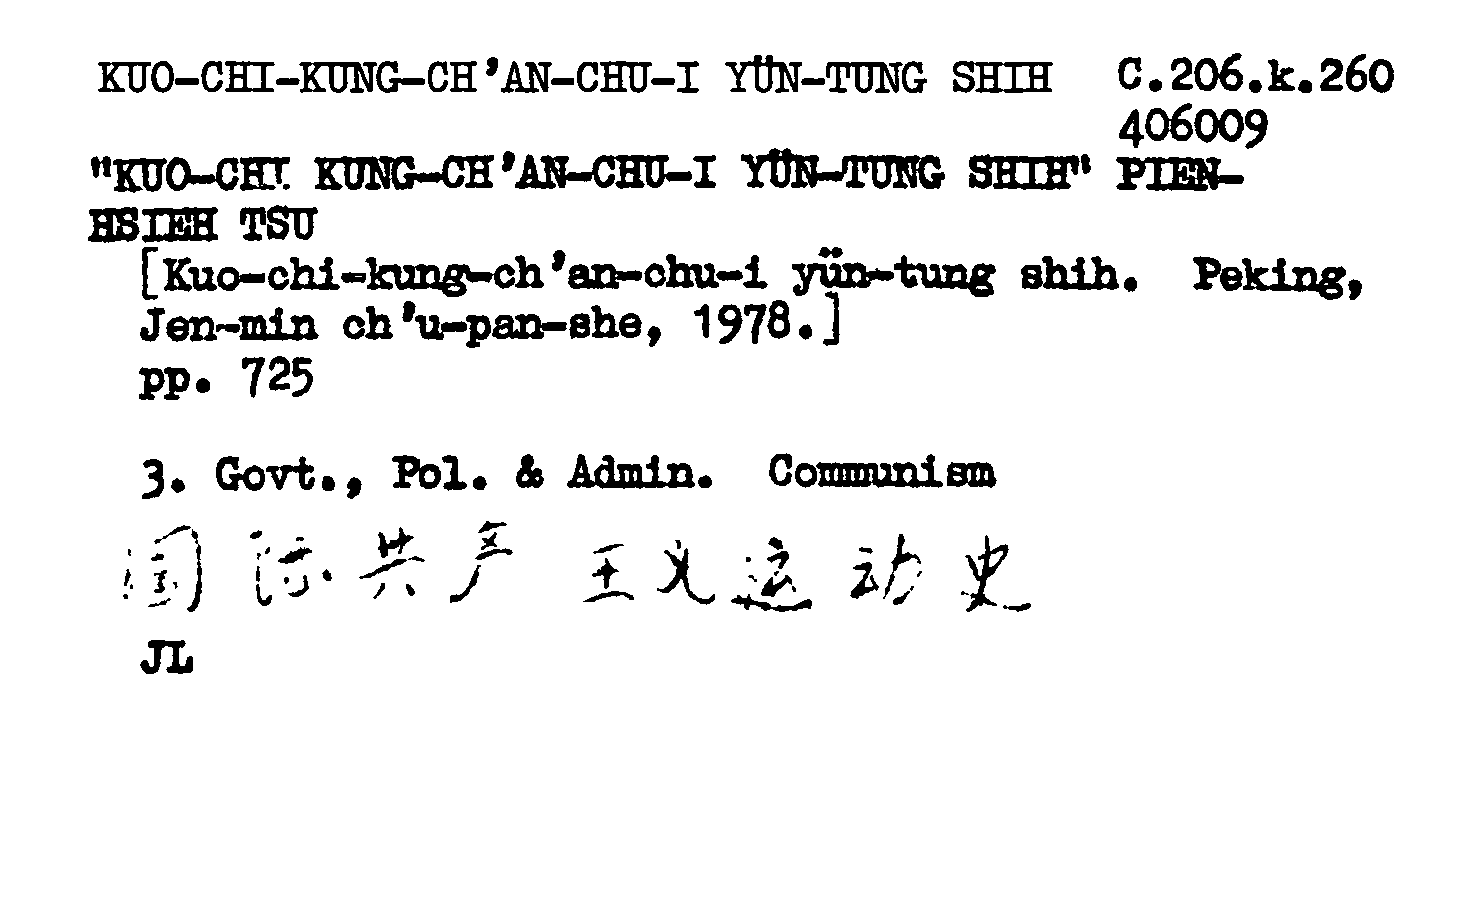 KUO-CHI-KUNG-CH'AN-CHU-I YÜN-TUNG SHIH C.206.k.260
406009
"KUO-CHI KUNG-CH'AN-CHU-I YÜN-TUNG SHIH" PIEN-
HSIEH TSU
[Kuo-chi-kung-ch'an-chu-i yün-tung shih. Peking,
Jen-min ch'u-pan-she, 1978.]
pp. 725
3. Govt., Pol. & Admin. Communism
国际共产主义运动史
JL